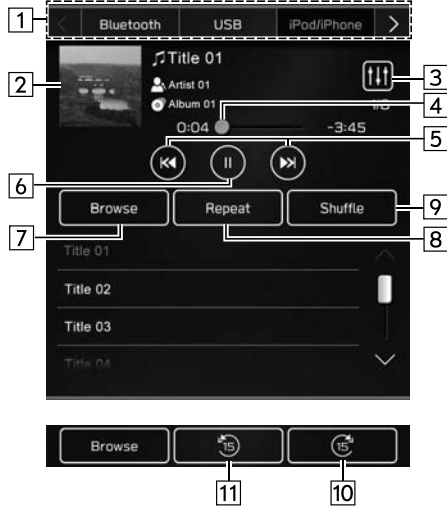 1
Bluetooth USB iPod/iPhone
2
Title 01
3
Artist 01
4
Album 01
0:04 -3:45
5
6
Browse Repeat Shuffle
9
7
8
Title 01
Title 02
Title 03
Title 04
Browse 15 15
11 10